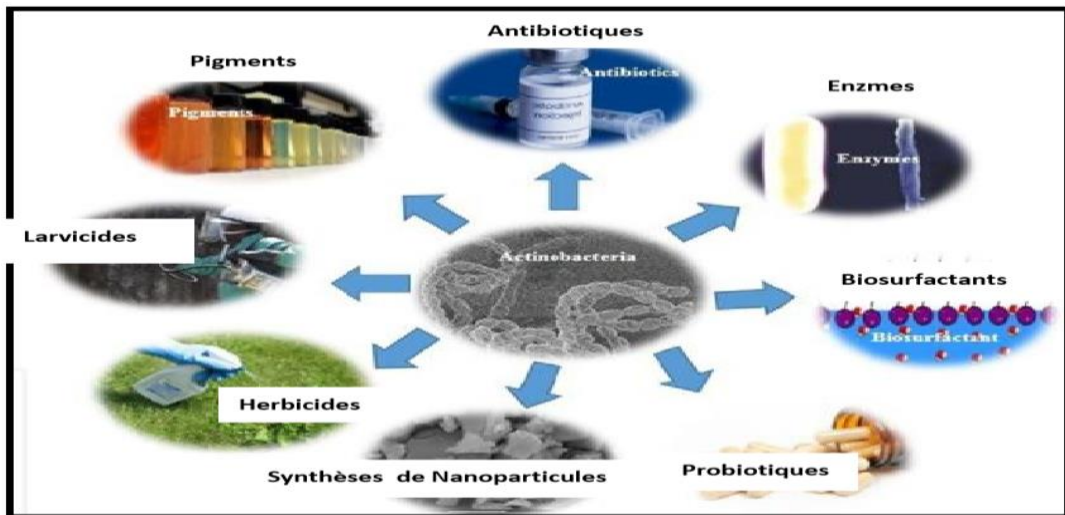 Antibiotiques
Antibiotics
Pigments
Pigments
Enzmes
Enzymes
Larvicides
Actinobacteria
Biosurfactants
Biosurfactant
Herbicides
Synthèses de Nanoparticules
Probiotiques